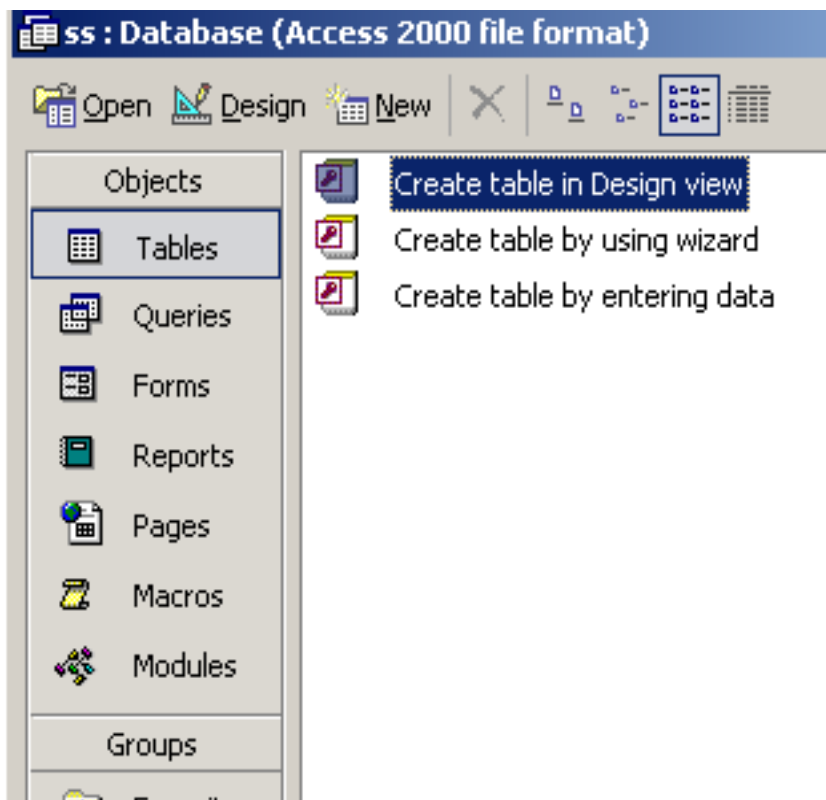 ss : Database (Access 2000 file format)
Open Design New
Objects
Tables
Queries
Forms
Reports
Pages
Macros
Modules
Groups
Create table in Design view
Create table by using wizard
Create table by entering data